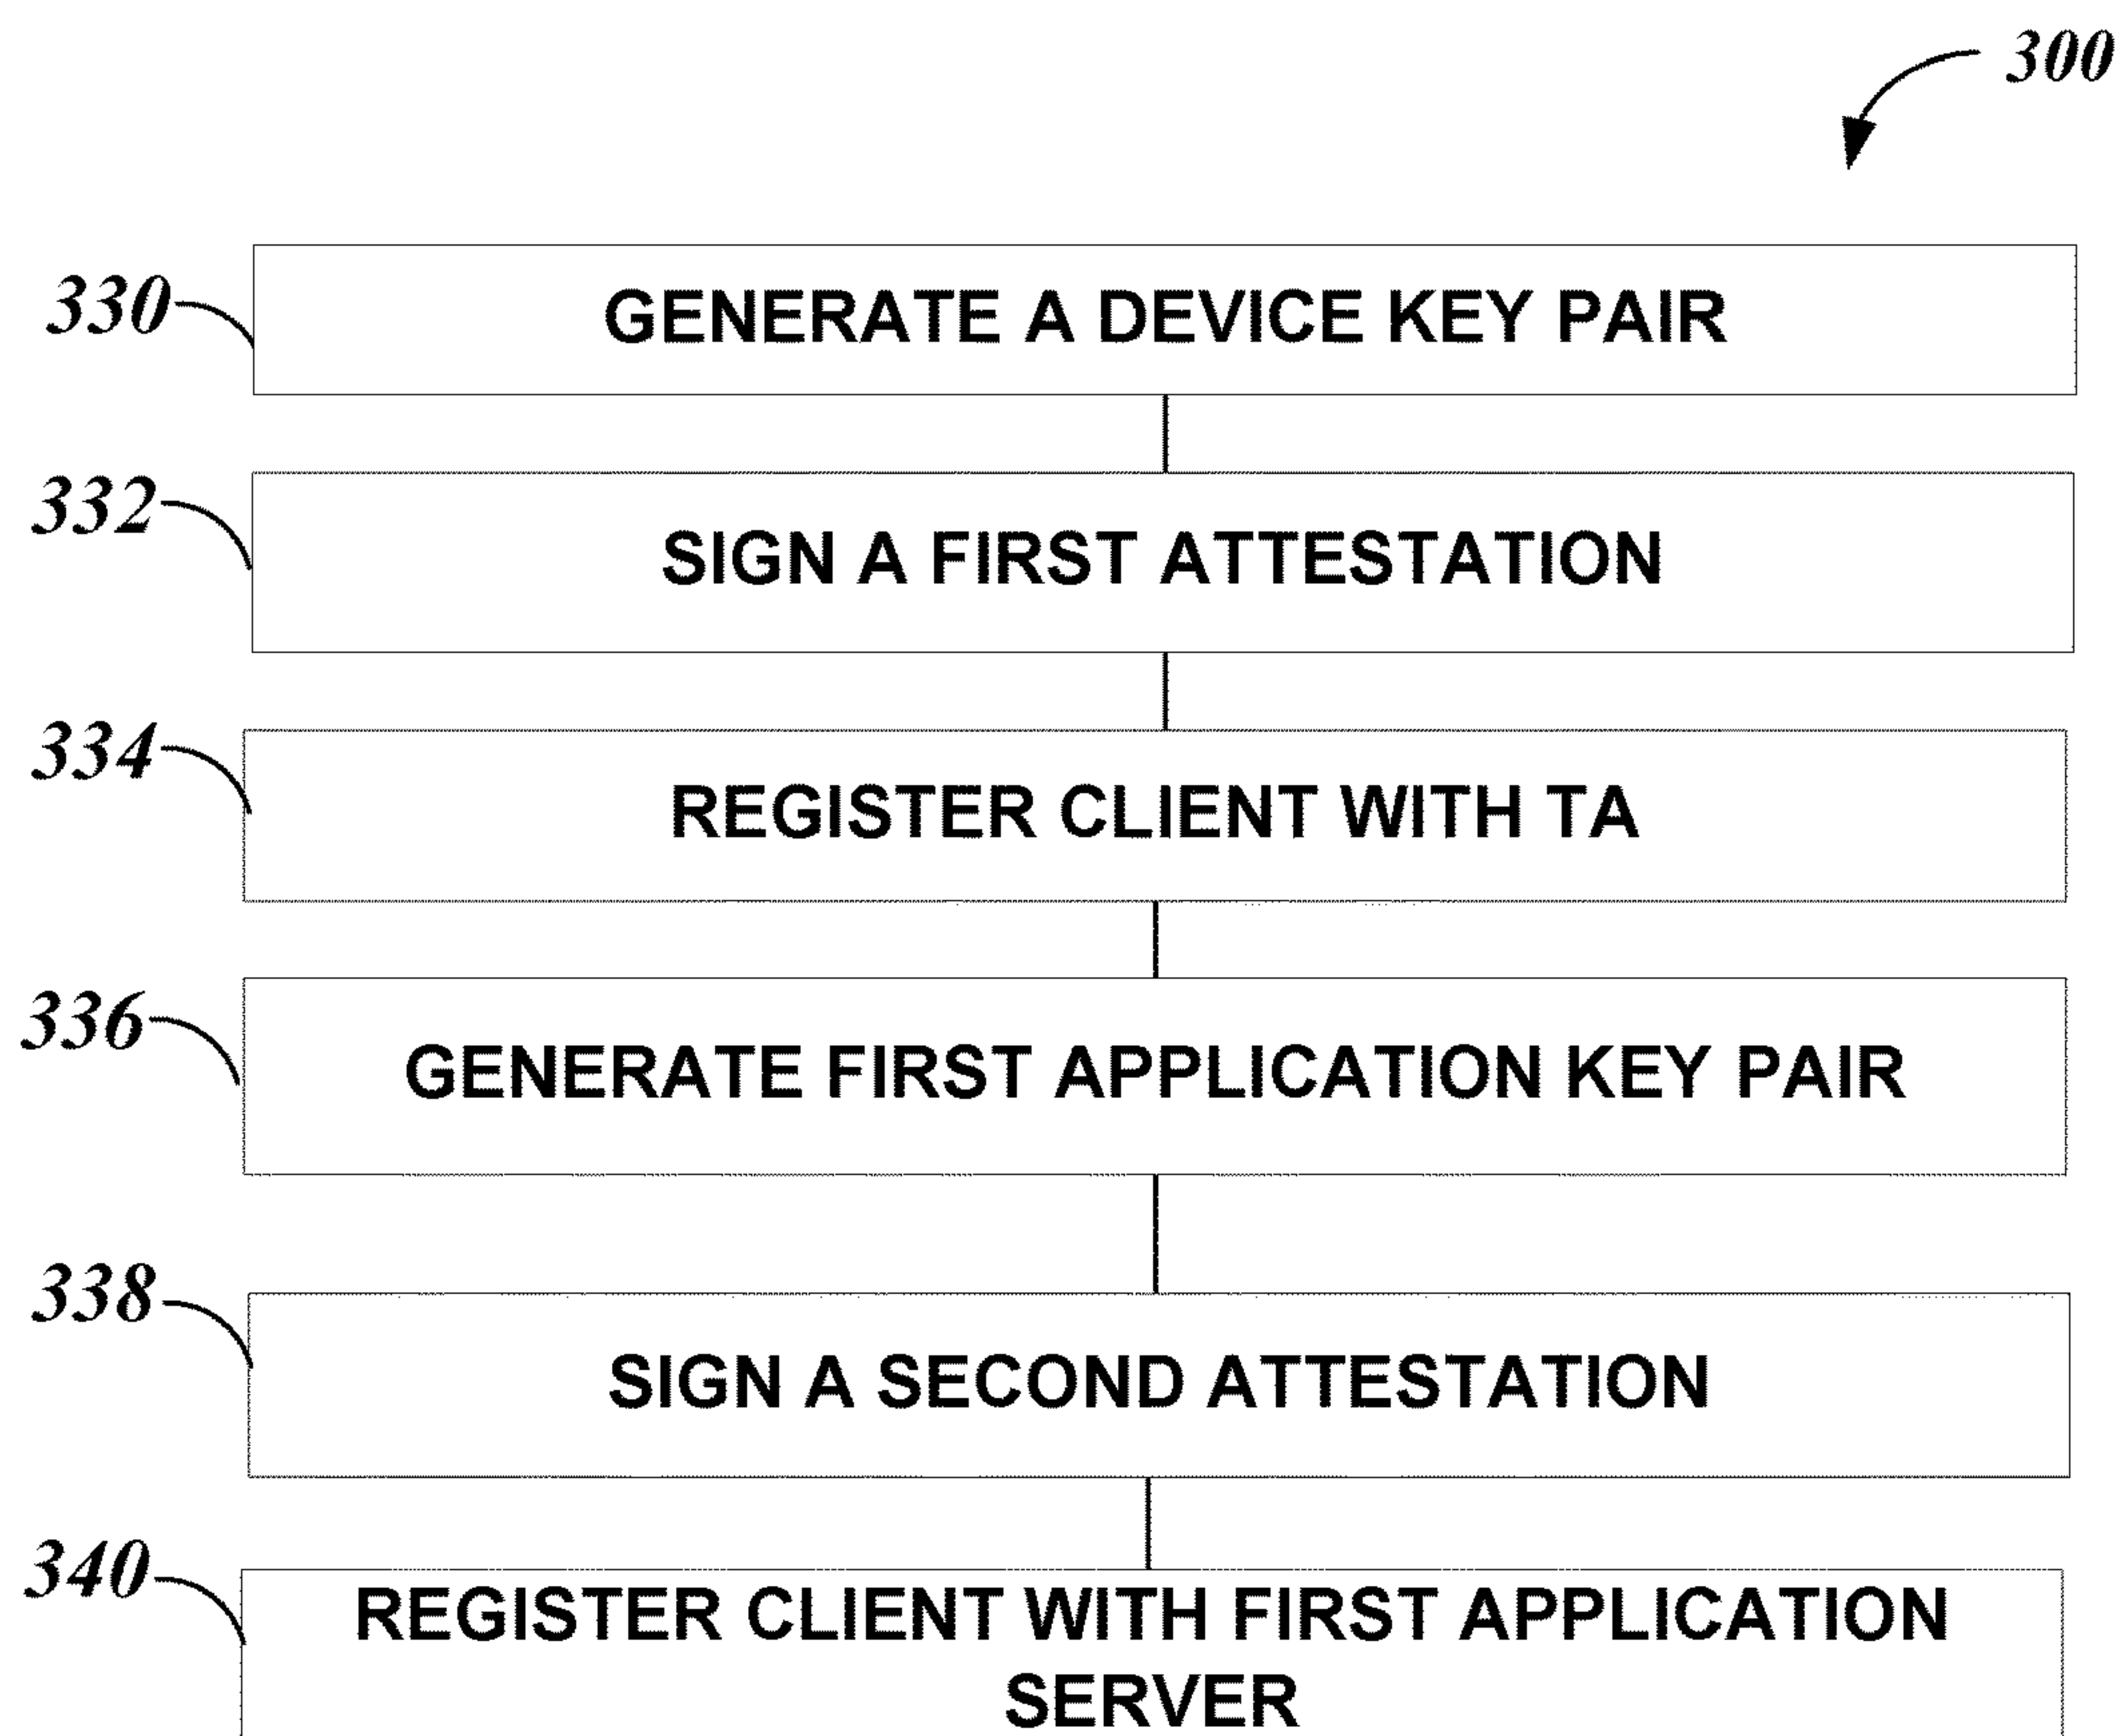 300
330
GENERATE A DEVICE KEY PAIR
332
SIGN A FIRST ATTESTATION
334
REGISTER CLIENT WITH TA
336
GENERATE FIRST APPLICATION KEY PAIR
338
SIGN A SECOND ATTESTATION
340
REGISTER CLIENT WITH FIRST APPLICATION
SERVER